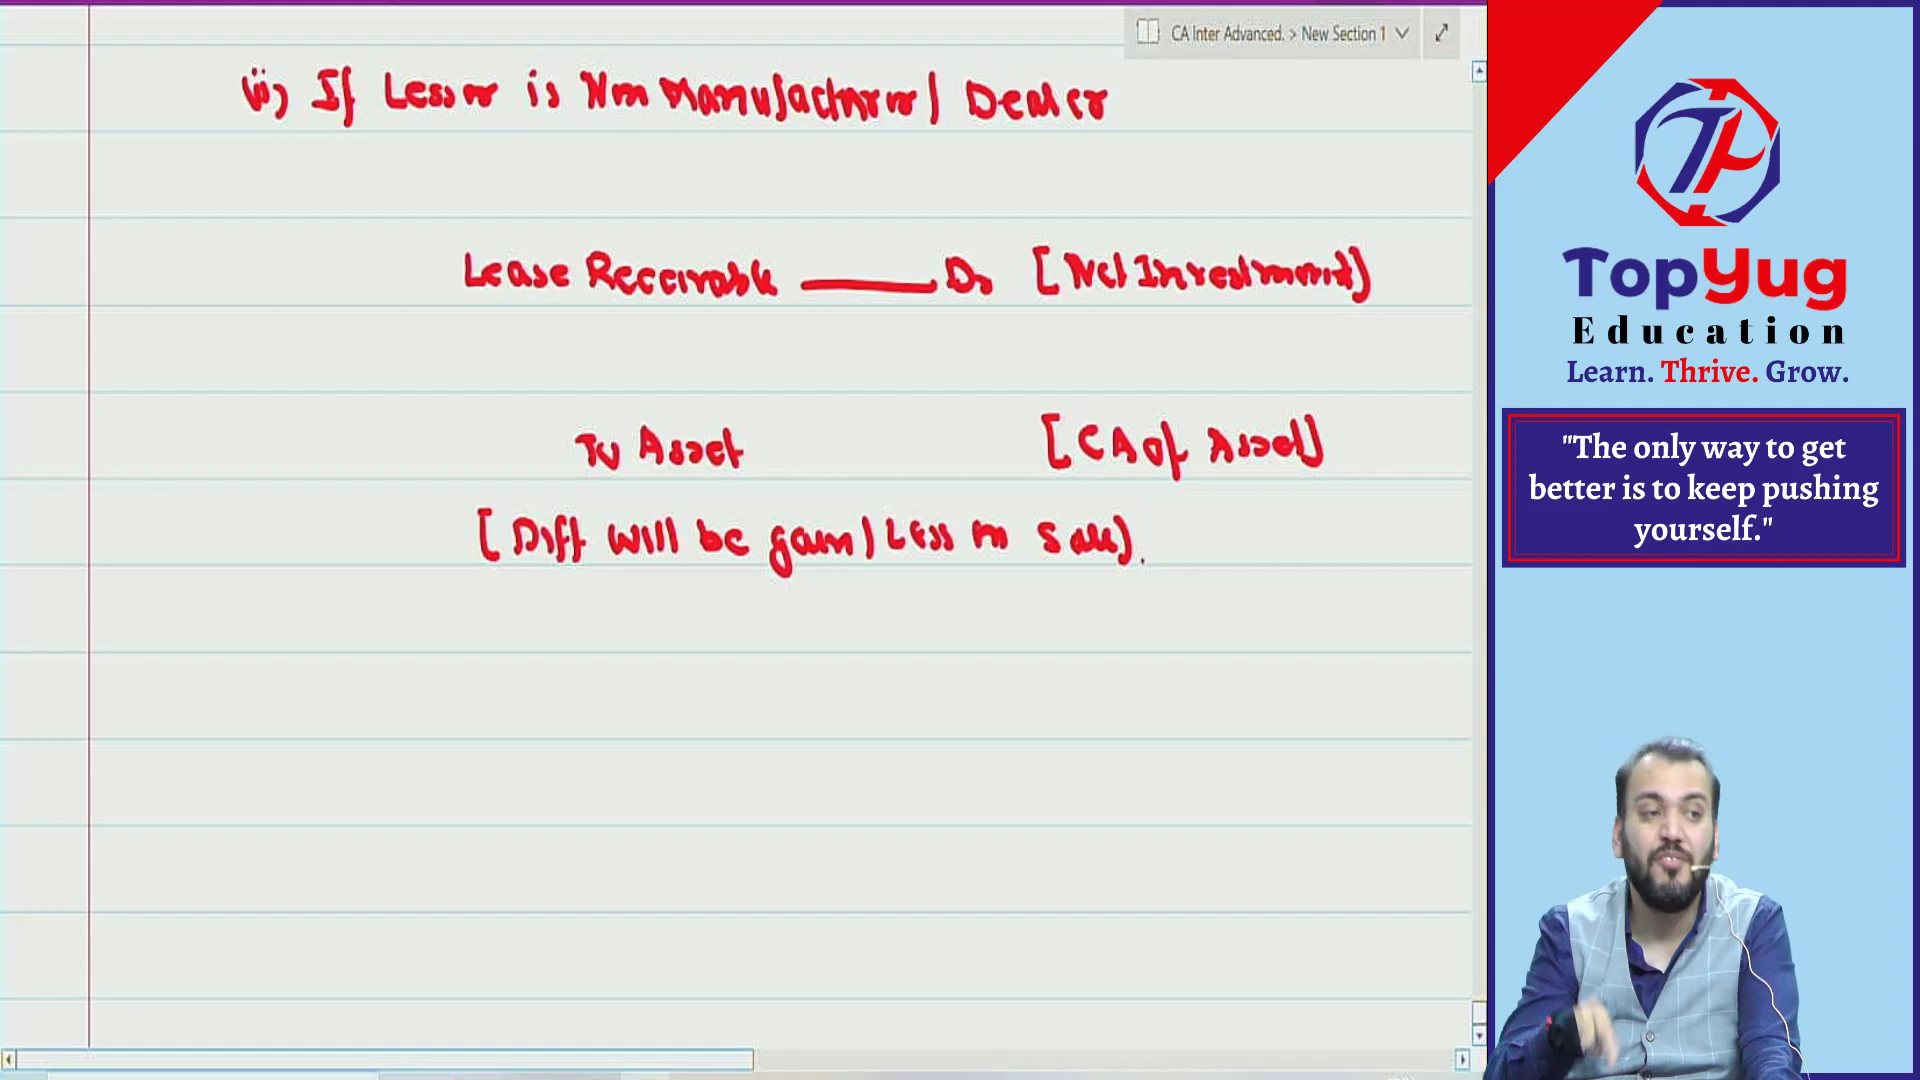 CA Inter Advanced. > New Section 1
ii) If Lessor is Non Manufacturer / Dealer
Lease Receivable —— Dr [Net Investment]
To Asset [CA of Asset]
[Diff will be gain / Loss on Sale].
TopYug
Education
Learn. Thrive. Grow.
"The only way to get
better is to keep pushing
yourself."